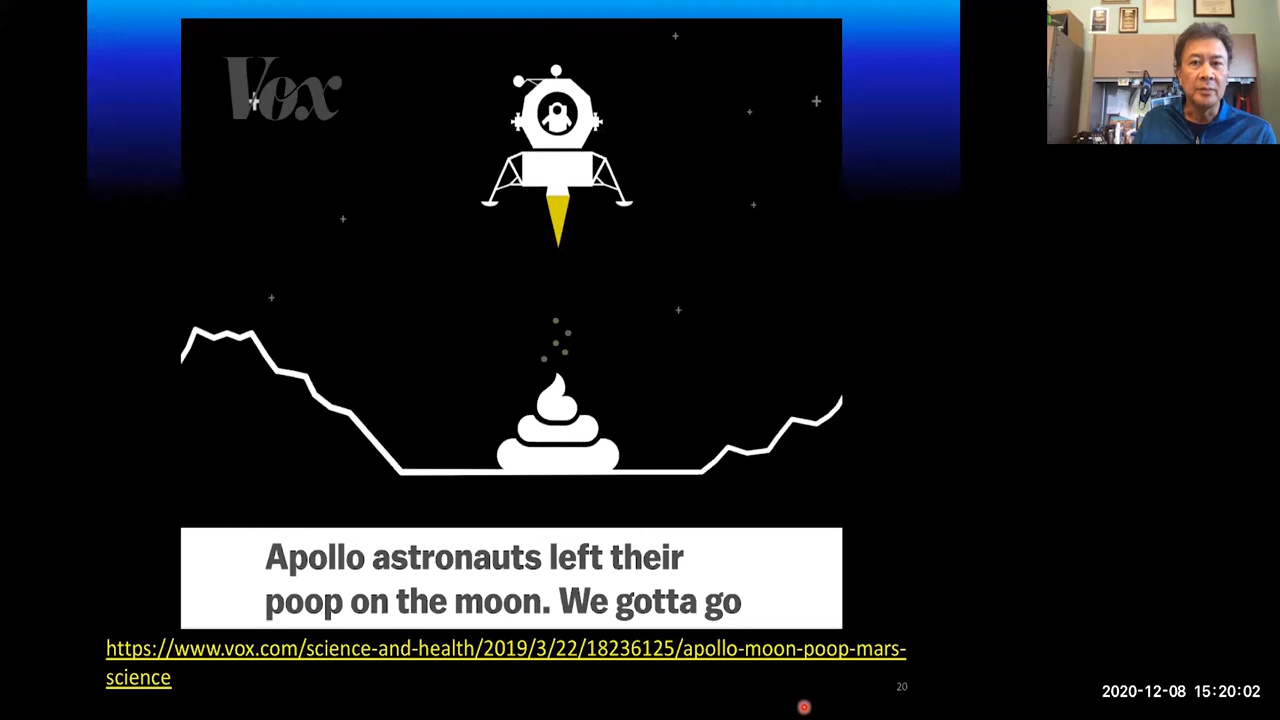 Vox
Apollo astronauts left their
poop on the moon. We gotta go
https://www.vox.com/science-and-health/2019/3/22/18236125/apollo-moon-poop-mars-
science
20
2020-12-08 15:20:02